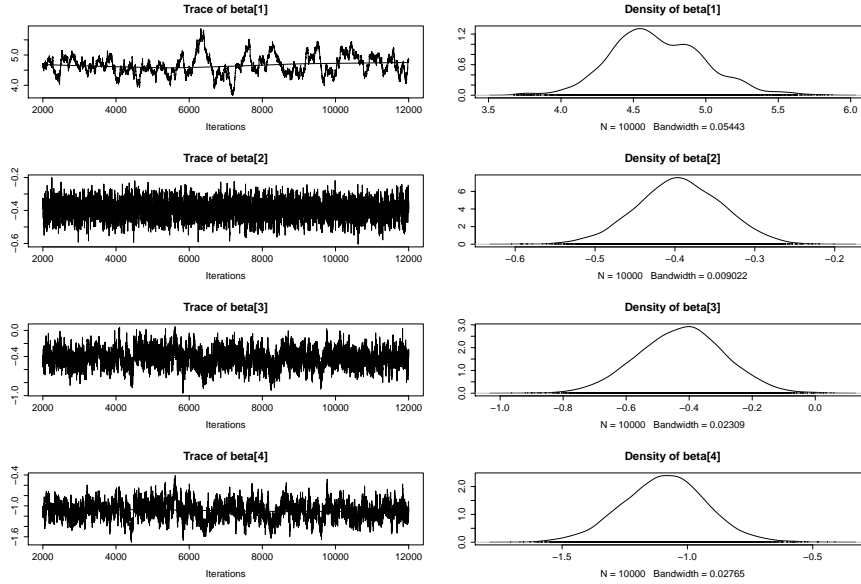 Trace of beta[1]
4.0 5.0
2000 4000 6000 8000 10000 12000
Iterations
Density of beta[1]
0.0 0.6 1.2
3.5 4.0 4.5 5.0 5.5 6.0
N = 10000 Bandwidth = 0.05443
Trace of beta[2]
−0.6 −0.4 −0.2
2000 4000 6000 8000 10000 12000
Iterations
Density of beta[2]
0 2 4 6
−0.6 −0.5 −0.4 −0.3 −0.2
N = 10000 Bandwidth = 0.009022
Trace of beta[3]
−1.0 −0.4 0.0
2000 4000 6000 8000 10000 12000
Iterations
Density of beta[3]
0.0 1.0 2.0 3.0
−1.0 −0.8 −0.6 −0.4 −0.2 0.0
N = 10000 Bandwidth = 0.02309
Trace of beta[4]
−1.6 −1.0 −0.4
2000 4000 6000 8000 10000 12000
Iterations
Density of beta[4]
0.0 1.0 2.0
−1.5 −1.0 −0.5
N = 10000 Bandwidth = 0.02765